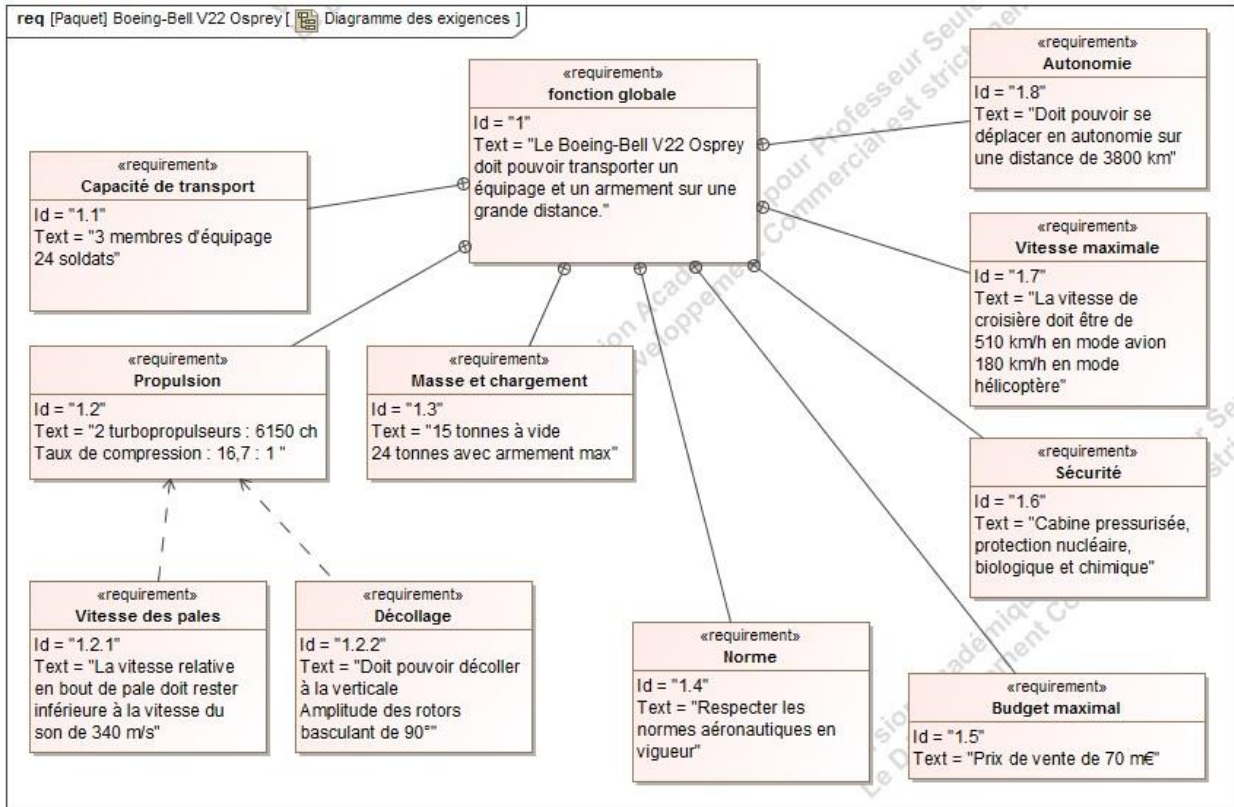 req [Paquet] Boeing-Bell V22 Osprey [ Diagramme des exigences ]
«requirement»
fonction globale
Id = "1"
Text = "Le Boeing-Bell V22 Osprey
doit pouvoir transporter un
équipage et un armement sur une
grande distance."
«requirement»
Autonomie
Id = "1.8"
Text = "Doit pouvoir se
déplacer en autonomie sur
une distance de 3800 km"
«requirement»
Capacité de transport
Id = "1.1"
Text = "3 membres d'équipage
24 soldats"
«requirement»
Vitesse maximale
Id = "1.7"
Text = "La vitesse de
croisière doit être de
510 km/h en mode avion
180 km/h en mode
hélicoptère"
«requirement»
Propulsion
Id = "1.2"
Text = "2 turbopropulseurs : 6150 ch
Taux de compression : 16,7 : 1 "
«requirement»
Masse et chargement
Id = "1.3"
Text = "15 tonnes à vide
24 tonnes avec armement max"
«requirement»
Sécurité
Id = "1.6"
Text = "Cabine pressurisée,
protection nucléaire,
biologique et chimique"
«requirement»
Vitesse des pales
Id = "1.2.1"
Text = "La vitesse relative
en bout de pale doit rester
inférieure à la vitesse du
son de 340 m/s"
«requirement»
Décollage
Id = "1.2.2"
Text = "Doit pouvoir décoller
à la verticale
Amplitude des rotors
basculant de 90°"
«requirement»
Norme
Id = "1.4"
Text = "Respecter les
normes aéronautiques en
vigueur"
«requirement»
Budget maximal
Id = "1.5"
Text = "Prix de vente de 70 m€"
pour Professeur
Commercial est